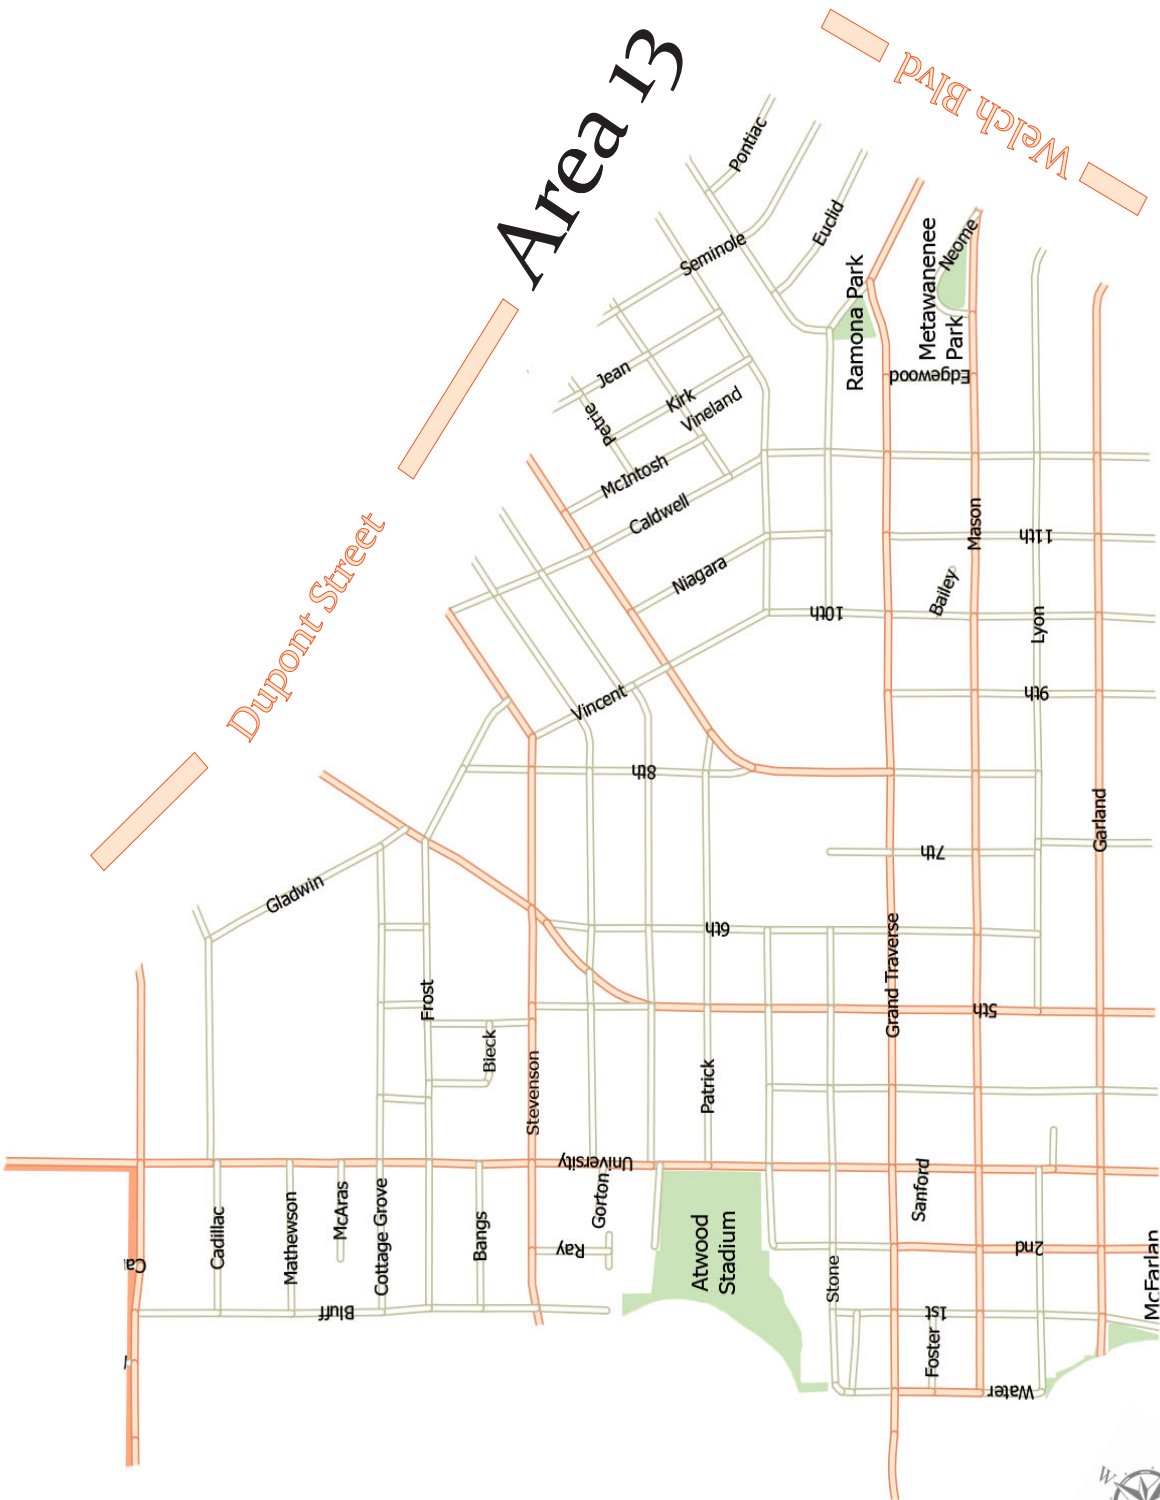 Area 13
Welch Blvd
Pontiac
Euclid
Seminole
Neome
Metawanenee
Park
Ramona Park
Edgewood
Jean
Petrie
Kirk
Vineland
McIntosh
Caldwell
Mason
11th
Niagara
Bailey
10th
Lyon
Dupont Street
9th
Vincent
8th
Garland
7th
Gladwin
6th
Grand Traverse
Frost
5th
Bieck
Stevenson
Patrick
University
Sanford
Gorton
Cadillac
Mathewson
McAras
Cottage Grove
Bangs
Ray
Atwood
Stadium
2nd
Stone
McFarlan
Bluff
1st
Foster
Water
W